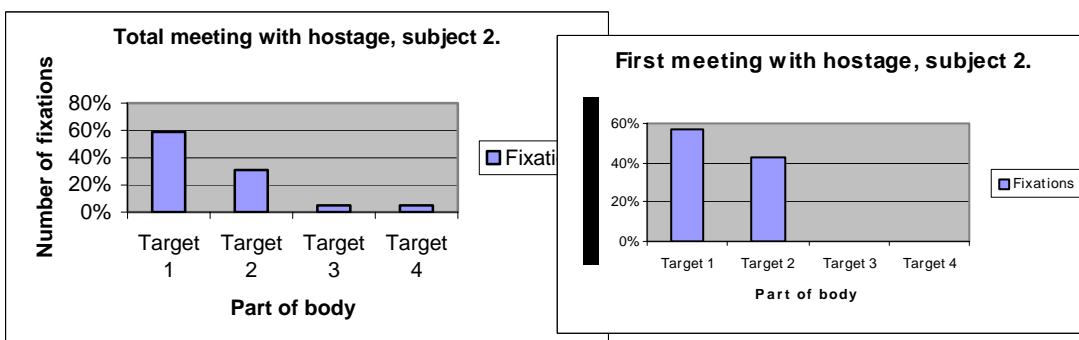 Total meeting with hostage, subject 2.
Number of fixations
80%
60%
40%
20%
0%
Target 1
Target 2
Target 3
Target 4
Part of body
Fixati
First meeting with hostage, subject 2.
60%
40%
20%
0%
Target 1
Target 2
Target 3
Target 4
Part of body
Fixations